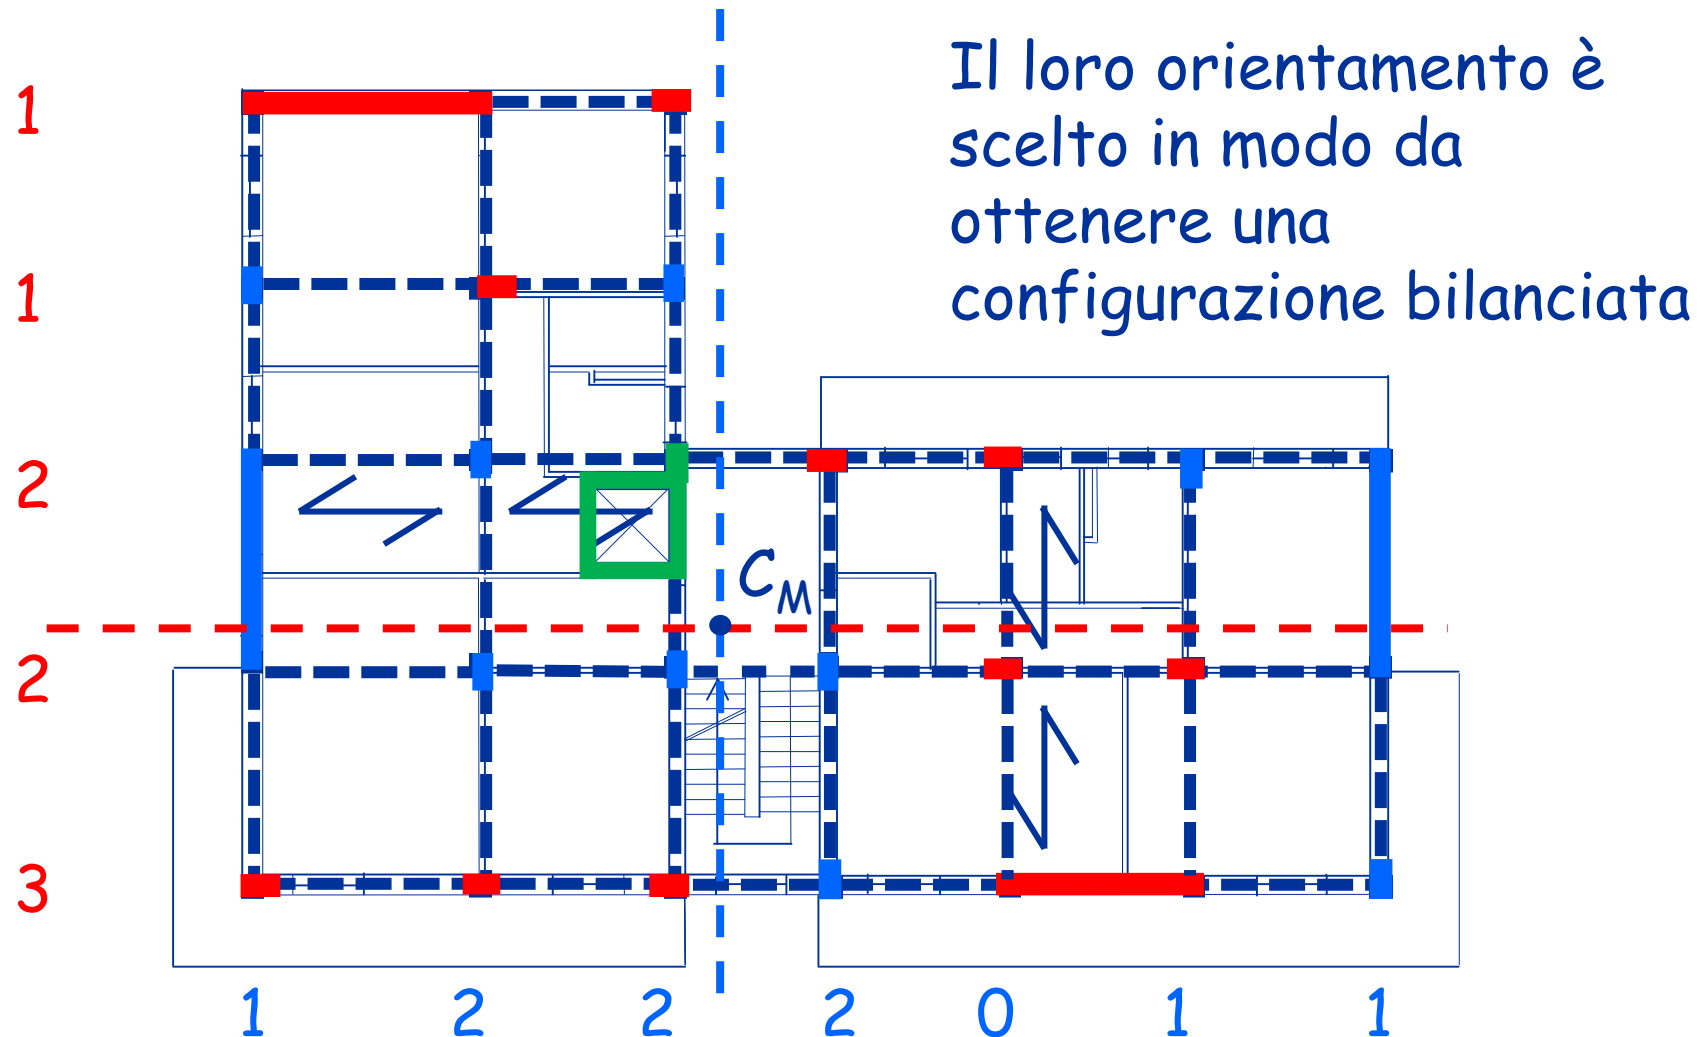 Il loro orientamento è
scelto in modo da
ottenere una
configurazione bilanciata
1
1
2
CM
2
3
1 2 2 2 0 1 1